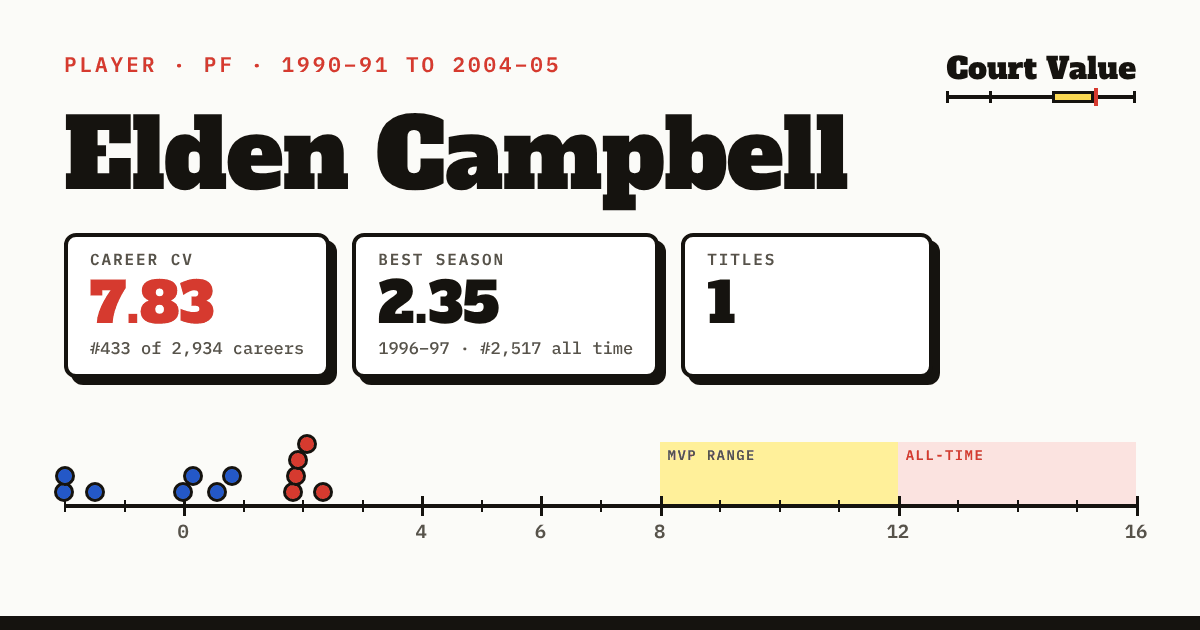 PLAYER · PF · 1990–91 TO 2004–05
Court Value
Elden Campbell
CAREER CV
7.83
#433 of 2,934 careers
BEST SEASON
2.35
1996–97 · #2,517 all time
TITLES
1
MVP RANGE
ALL-TIME
0 4 6 8 12 16